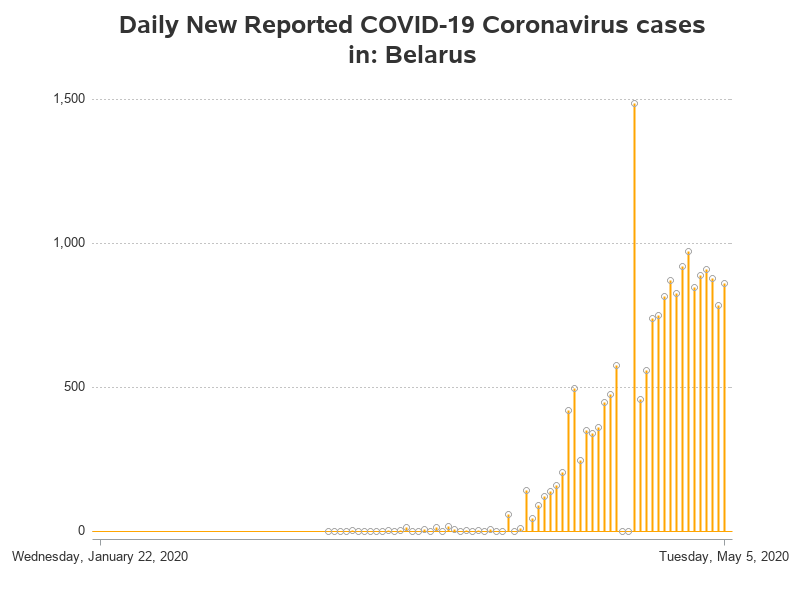 Daily New Reported COVID-19 Coronavirus cases
in: Belarus
1,500
1,000
500
0
Wednesday, January 22, 2020
Tuesday, May 5, 2020